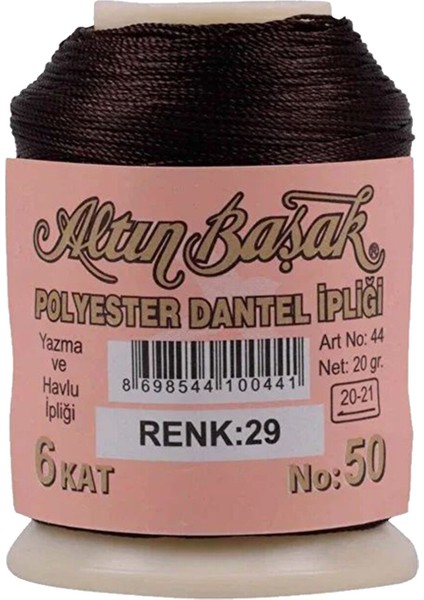 Altın Başak®
POLYESTER DANTEL İPLİĞİ
Yazma
ve
Havlu
İpliği
Art No: 44
Net: 20 gr.
20-21
8 698544 100441
RENK:29
6 KAT
No: 50